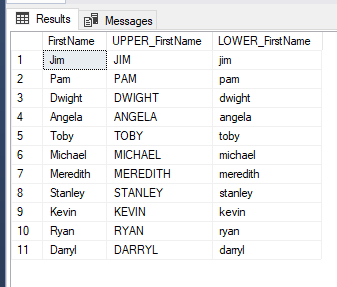 Results Messages
FirstName UPPER_FirstName LOWER_FirstName
1 Jim JIM jim
2 Pam PAM pam
3 Dwight DWIGHT dwight
4 Angela ANGELA angela
5 Toby TOBY toby
6 Michael MICHAEL michael
7 Meredith MEREDITH meredith
8 Stanley STANLEY stanley
9 Kevin KEVIN kevin
10 Ryan RYAN ryan
11 Darryl DARRYL darryl